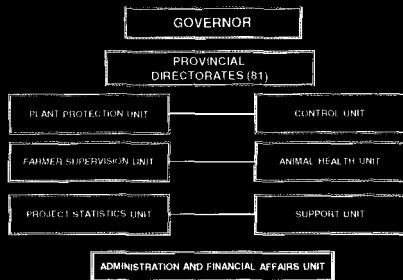 GOVERNOR
PROVINCIAL
DIRECTORATES (81)
PLANT PROTECTION UNIT
CONTROL UNIT
FARMER SUPERVISION UNIT
ANIMAL HEALTH UNIT
PROJECT STATISTICS UNIT
SUPPORT UNIT
ADMINISTRATION AND FINANCIAL AFFAIRS UNIT